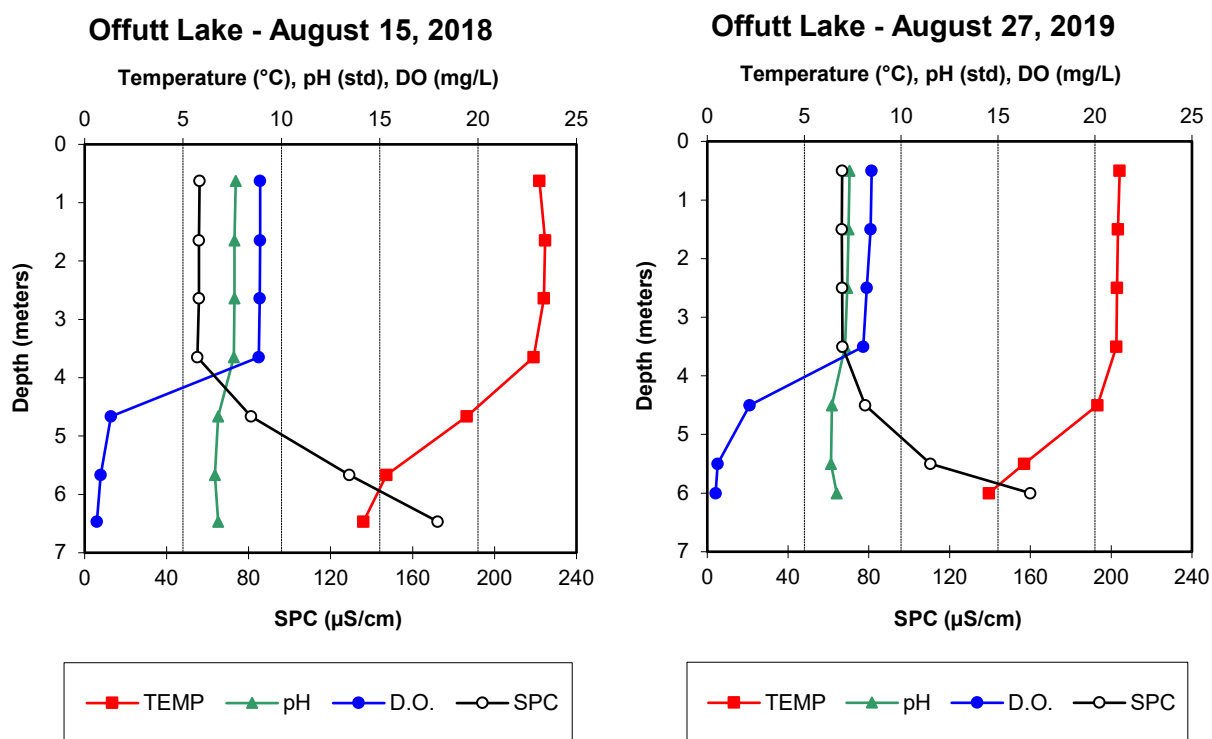 Offutt Lake - August 15, 2018
Temperature (°C), pH (std), DO (mg/L)
0 5 10 15 20 25
0
1
2
3
4
5
6
7
Depth (meters)
0 40 80 120 160 200 240
SPC (µS/cm)
TEMP pH D.O. SPC
Offutt Lake - August 27, 2019
Temperature (°C), pH (std), DO (mg/L)
0 5 10 15 20 25
0
1
2
3
4
5
6
7
Depth (meters)
0 40 80 120 160 200 240
SPC (µS/cm)
TEMP pH D.O. SPC